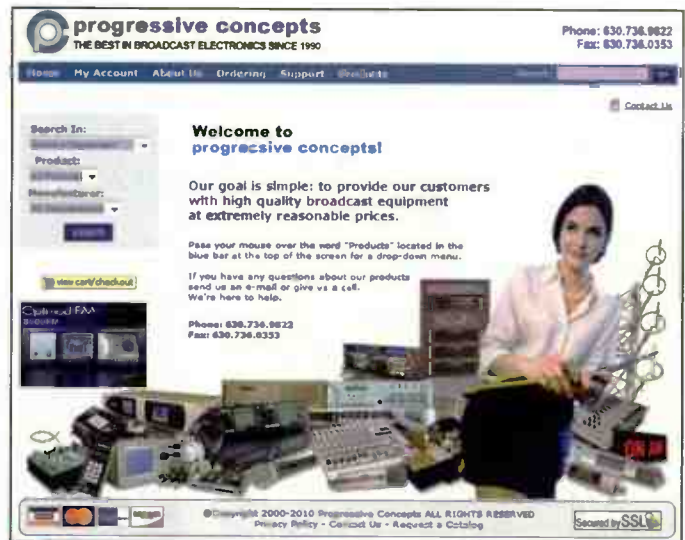 progressive concepts
THE BEST IN BROADCAST ELECTRONICS SINCE 1990
Phone: 630.736.9822
Fax: 630.736.0353
Home My Account About Us Ordering Support Products
Contact Us
Search In:
Product:
Manufacturer:
Welcome to
progressive concepts!
Our goal is simple: to provide our customers
with high quality broadcast equipment
at extremely reasonable prices.
Pass your mouse over the word "Products" located in the
blue bar at the top of the screen for a drop-down menu.
If you have any questions about our products
send us an e-mail or give us a call.
We're here to help.
Phone: 630.736.9822
Fax: 630.736.0353
view cart/checkout
Optimod FM
ON AIR
©Copyright 2000-2010 Progressive Concepts ALL RIGHTS RESERVED
Privacy Policy - Contact Us - Request a Catalog
Secured by SSL